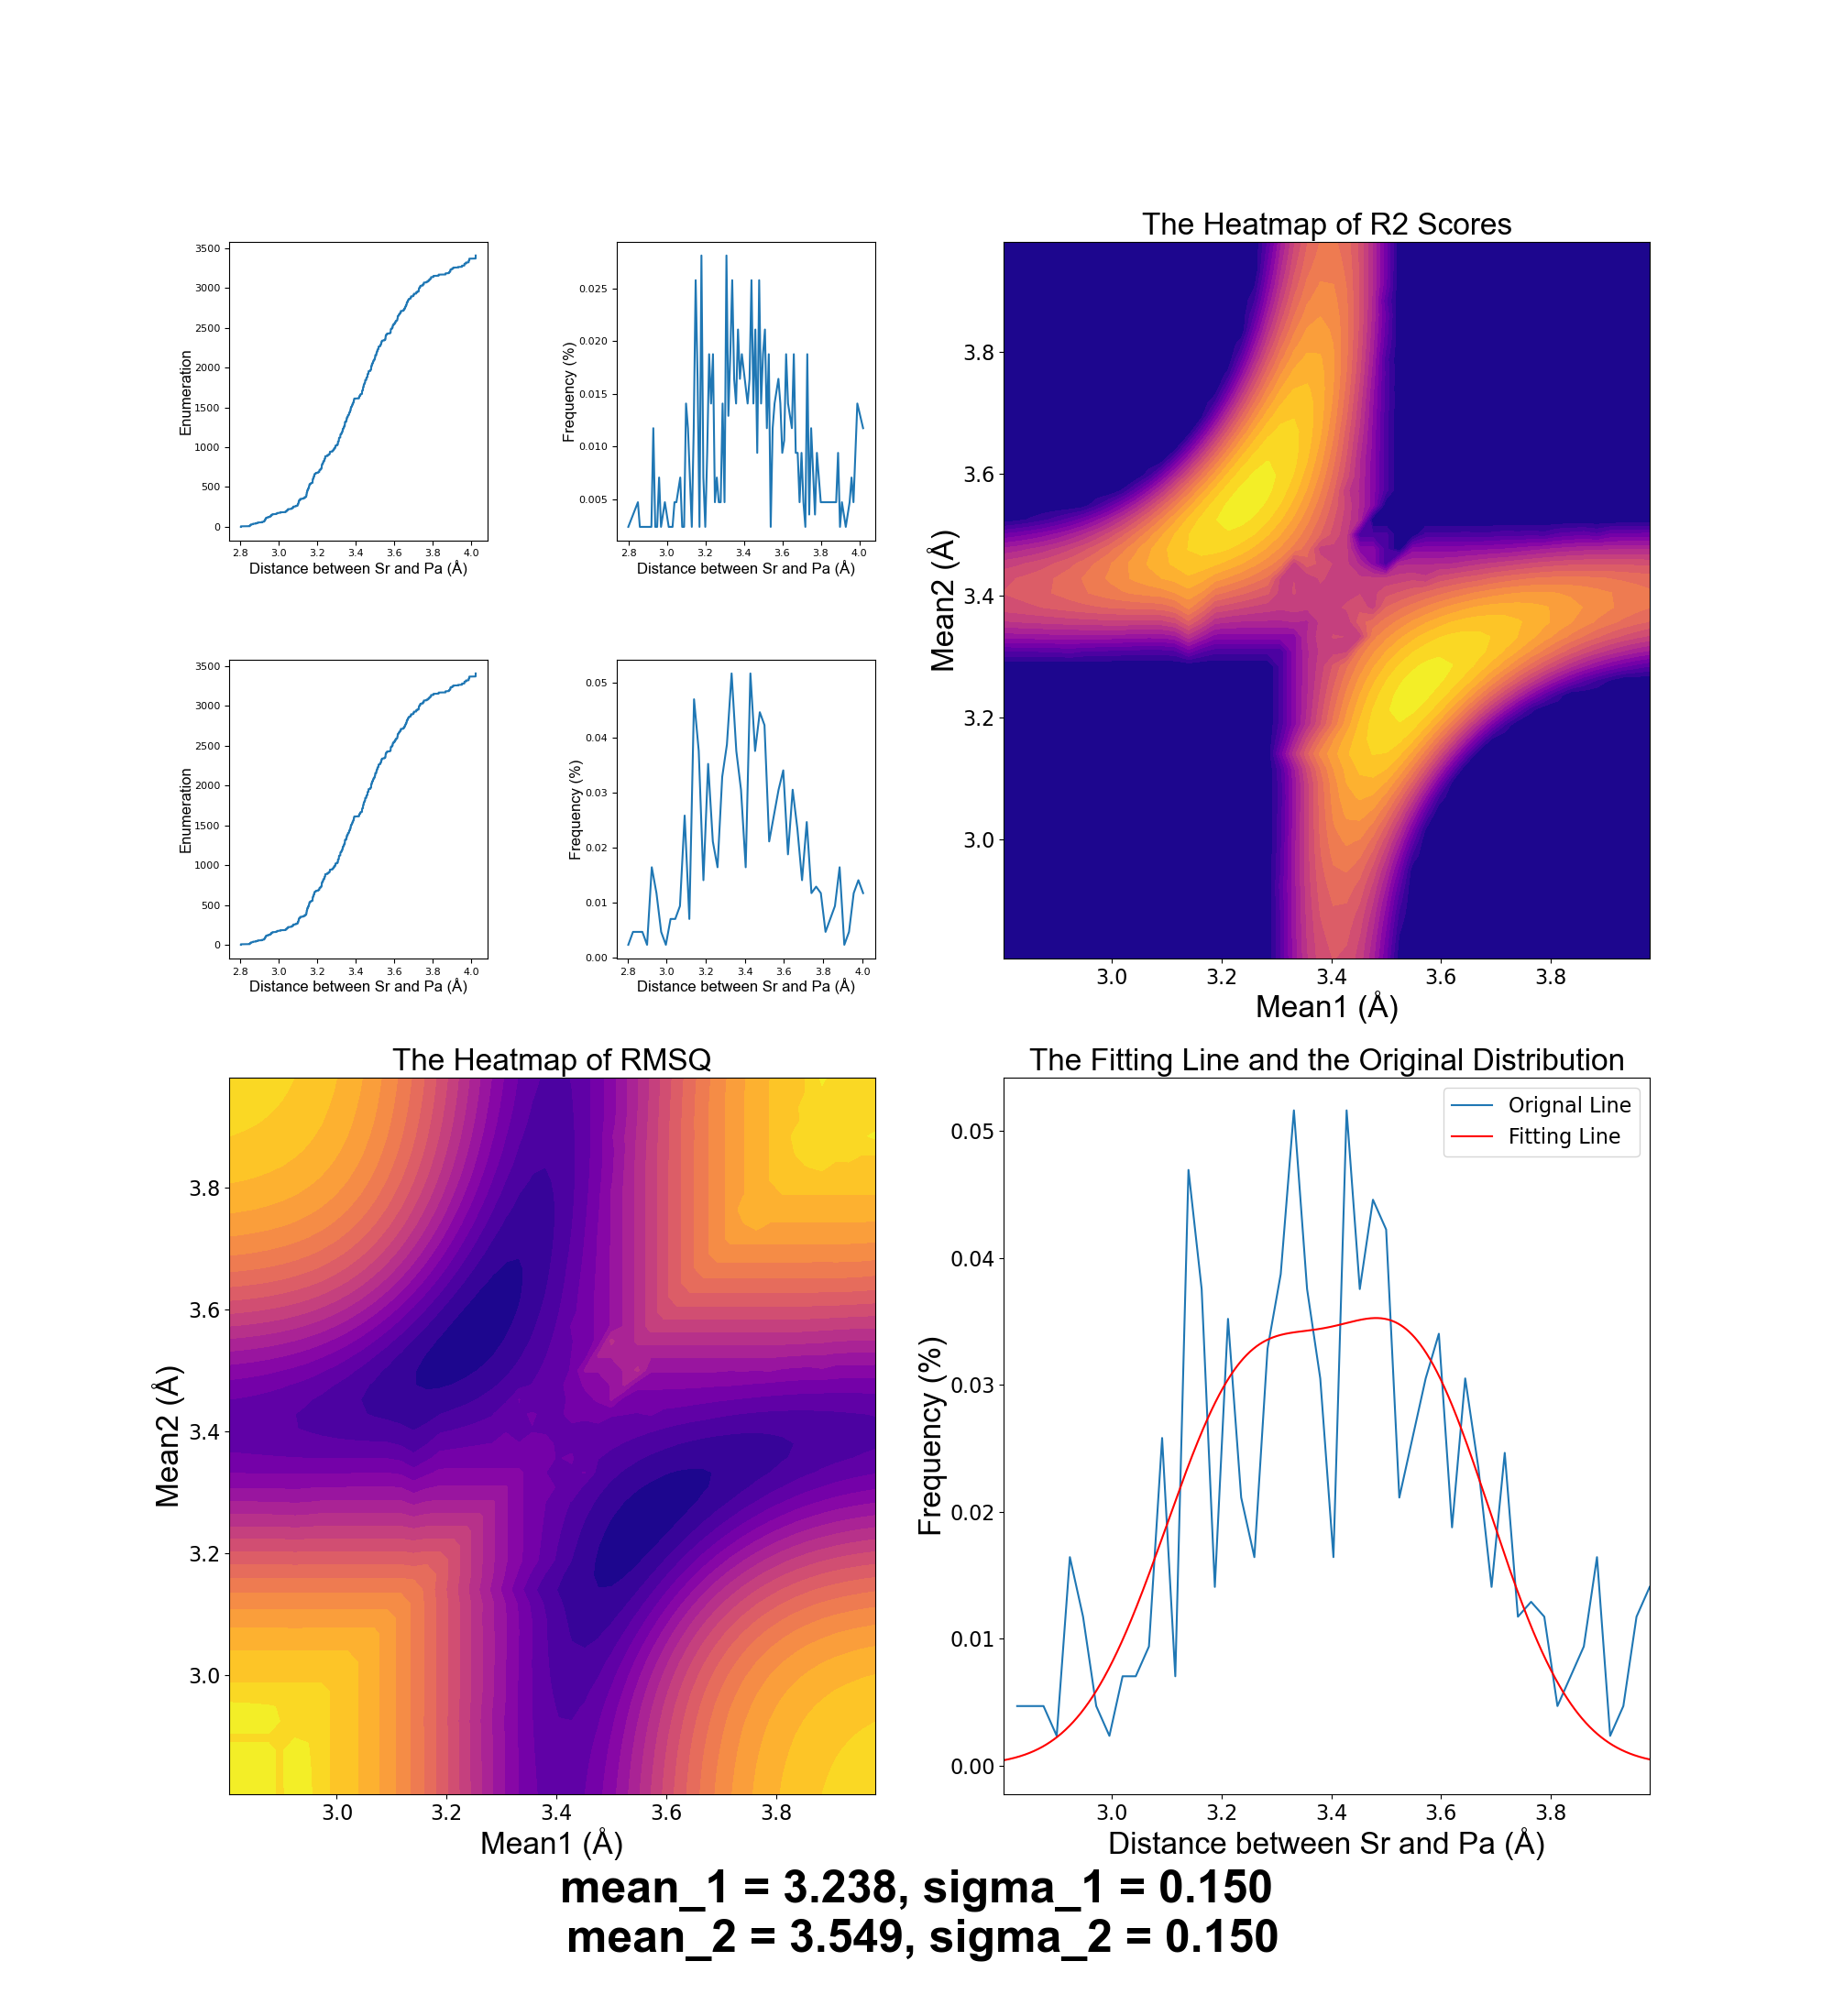 3500
3000
2500
2000
1500
1000
500
0
Enumeration
2.8 3.0 3.2 3.4 3.6 3.8 4.0
Distance between Sr and Pa (Å)
0.025
0.020
0.015
0.010
0.005
Frequency (%)
2.8 3.0 3.2 3.4 3.6 3.8 4.0
Distance between Sr and Pa (Å)
3500
3000
2500
2000
1500
1000
500
0
Enumeration
2.8 3.0 3.2 3.4 3.6 3.8 4.0
Distance between Sr and Pa (Å)
0.05
0.04
0.03
0.02
0.01
0.00
Frequency (%)
2.8 3.0 3.2 3.4 3.6 3.8 4.0
Distance between Sr and Pa (Å)
The Heatmap of R2 Scores
3.8
3.6
3.4
3.2
3.0
Mean2 (Å)
3.0 3.2 3.4 3.6 3.8
Mean1 (Å)
The Heatmap of RMSQ
3.8
3.6
3.4
3.2
3.0
Mean2 (Å)
3.0 3.2 3.4 3.6 3.8
Mean1 (Å)
The Fitting Line and the Original Distribution
Orignal Line
Fitting Line
0.05
0.04
0.03
0.02
0.01
0.00
Frequency (%)
3.0 3.2 3.4 3.6 3.8
Distance between Sr and Pa (Å)
mean_1 = 3.238, sigma_1 = 0.150
mean_2 = 3.549, sigma_2 = 0.150